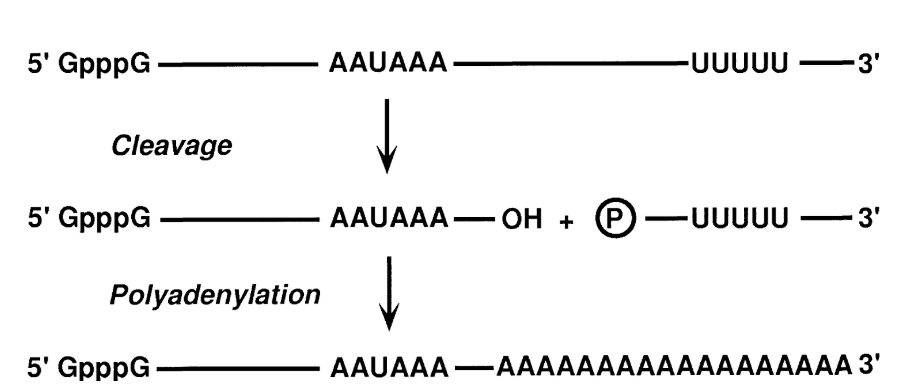 5' GpppG AAUAAA UUUUU 3'
Cleavage
5' GpppG AAUAAA OH + P UUUUU 3'
Polyadenylation
5' GpppG AAUAAA AAAAAAAAAAAAAAAAAA 3'